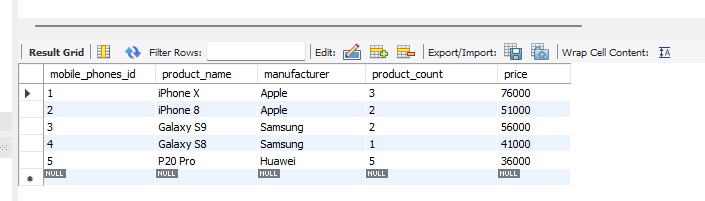 Result Grid Filter Rows: Edit: Export/Import: Wrap Cell Content: IA
mobile_phones_id product_name manufacturer product_count price
1 iPhone X Apple 3 76000
2 iPhone 8 Apple 2 51000
3 Galaxy S9 Samsung 2 56000
4 Galaxy S8 Samsung 1 41000
5 P20 Pro Huawei 5 36000
NULL NULL NULL NULL NULL